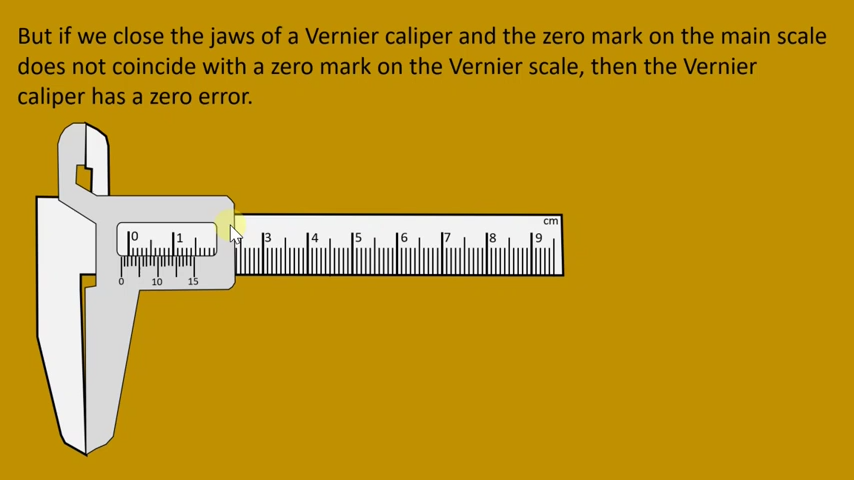 But if we close the jaws of a Vernier caliper and the zero mark on the main scale
does not coincide with a zero mark on the Vernier scale, then the Vernier
caliper has a zero error.
cm
0 1 3 4 5 6 7 8 9
0 10 15